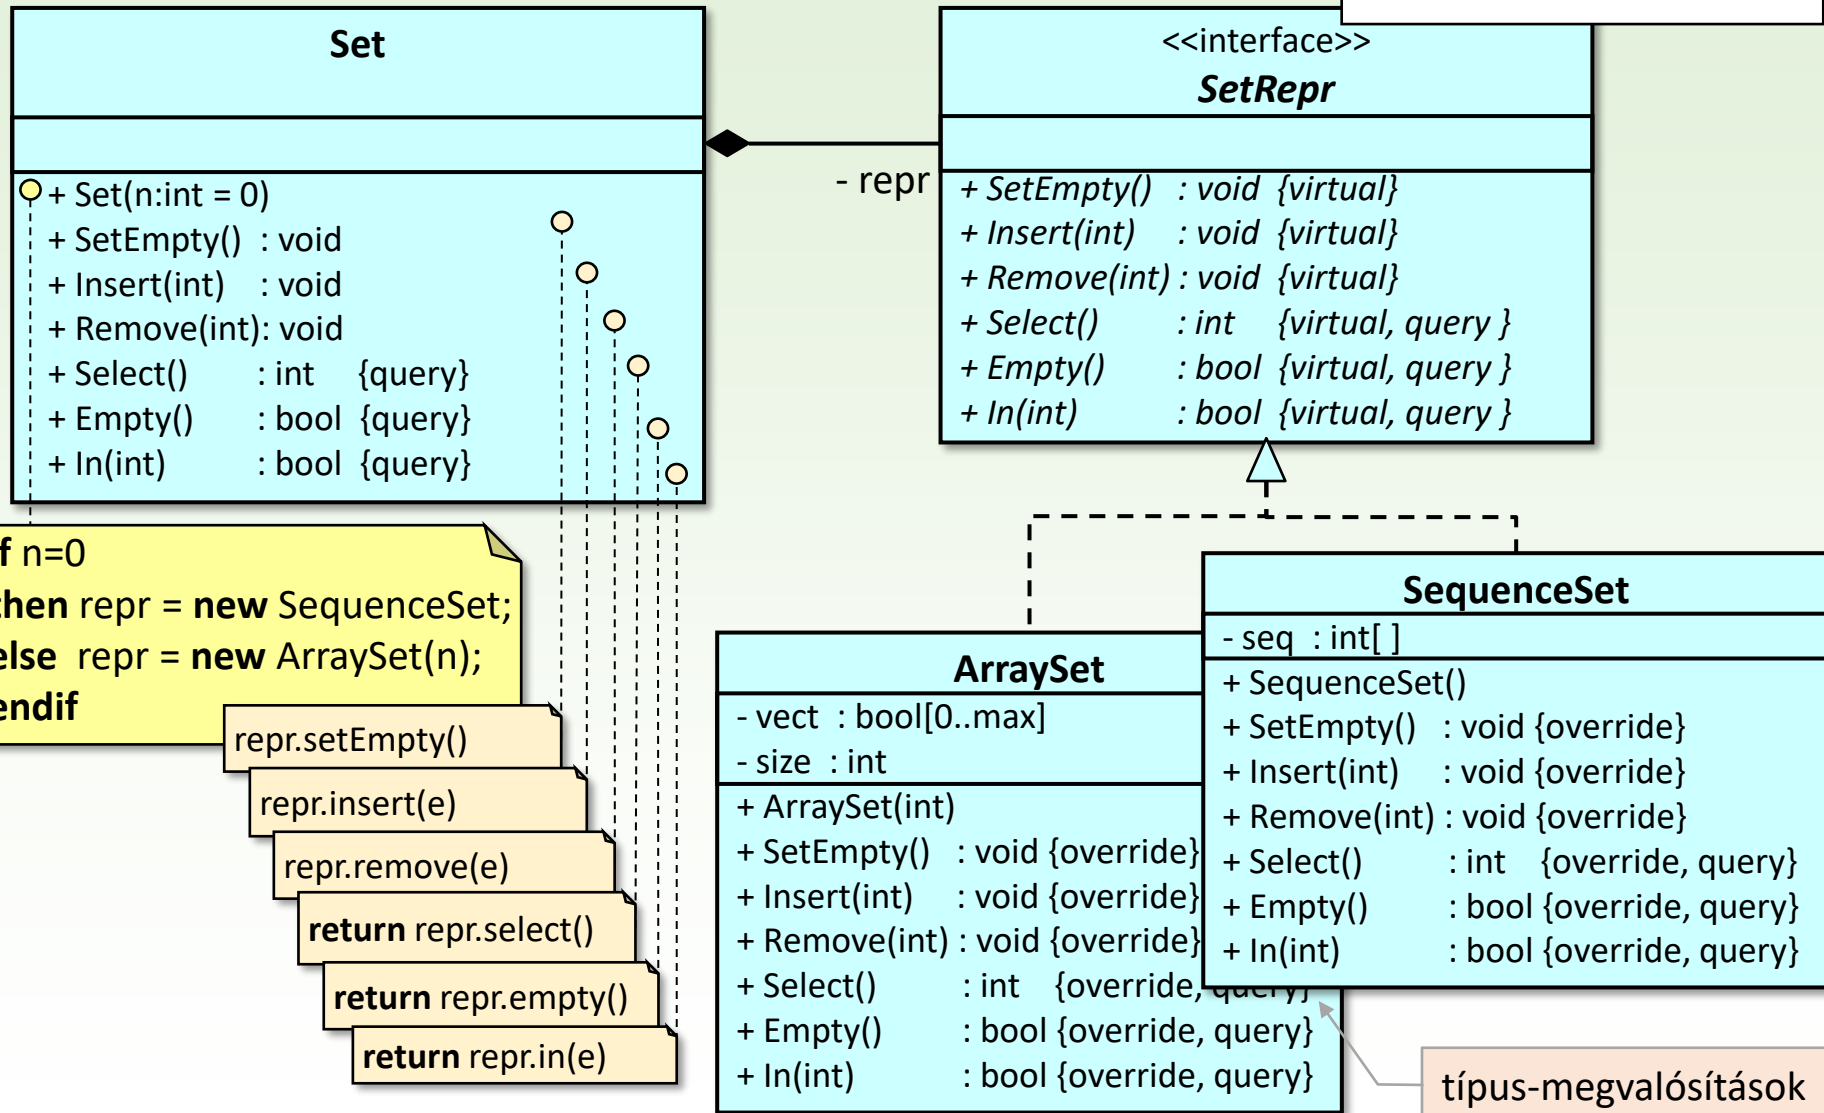 Set
+ Set(n:int = 0)
+ SetEmpty() : void
+ Insert(int) : void
+ Remove(int): void
+ Select() : int {query}
+ Empty() : bool {query}
+ In(int) : bool {query}
- repr
<<interface>>
SetRepr
+ SetEmpty() : void {virtual}
+ Insert(int) : void {virtual}
+ Remove(int) : void {virtual}
+ Select() : int {virtual, query }
+ Empty() : bool {virtual, query }
+ In(int) : bool {virtual, query }
f n=0
then repr = new SequenceSet;
else repr = new ArraySet(n);
endif
repr.setEmpty()
repr.insert(e)
repr.remove(e)
return repr.select()
return repr.empty()
return repr.in(e)
ArraySet
- vect : bool[0..max]
- size : int
+ ArraySet(int)
+ SetEmpty() : void {override}
+ Insert(int) : void {override}
+ Remove(int) : void {override}
+ Select() : int {override, query}
+ Empty() : bool {override, query}
+ In(int) : bool {override, query}
SequenceSet
- seq : int[ ]
+ SequenceSet()
+ SetEmpty() : void {override}
+ Insert(int) : void {override}
+ Remove(int) : void {override}
+ Select() : int {override, query}
+ Empty() : bool {override, query}
+ In(int) : bool {override, query}
típus-megvalósítások